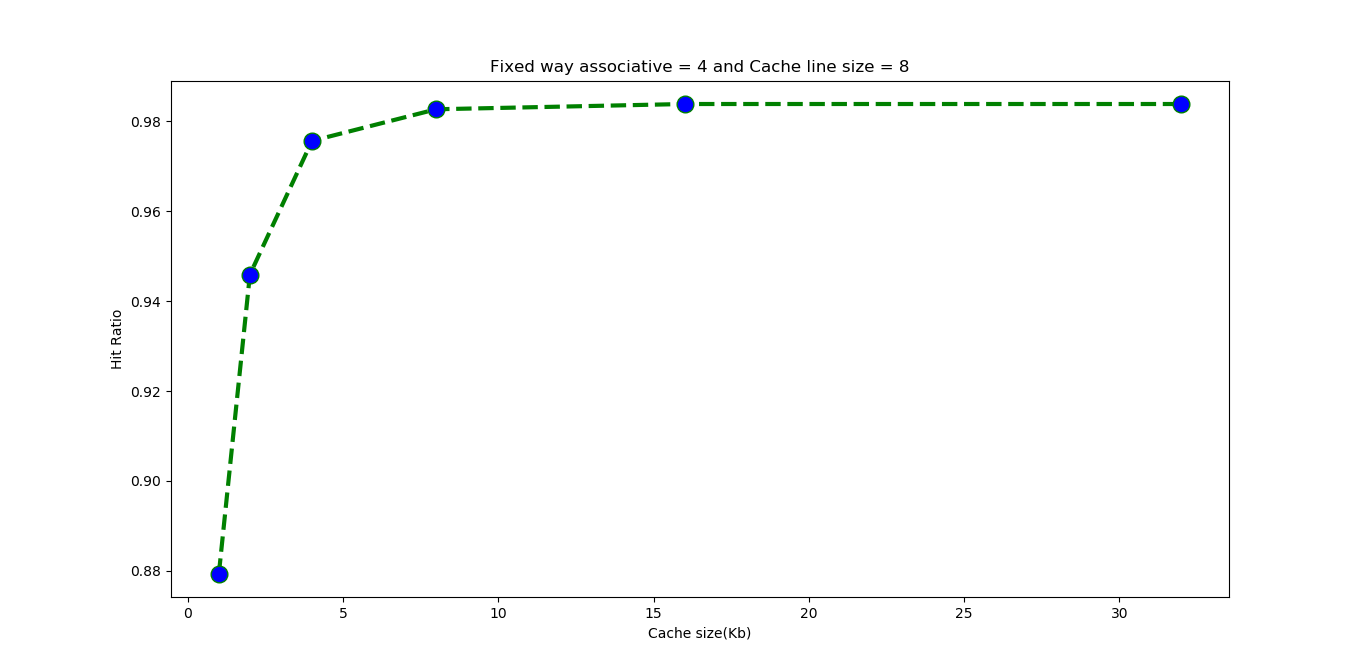 Fixed way associative = 4 and Cache line size = 8
0.98
0.96
0.94
0.92
0.90
0.88
Hit Ratio
0 5 10 15 20 25 30
Cache size(Kb)